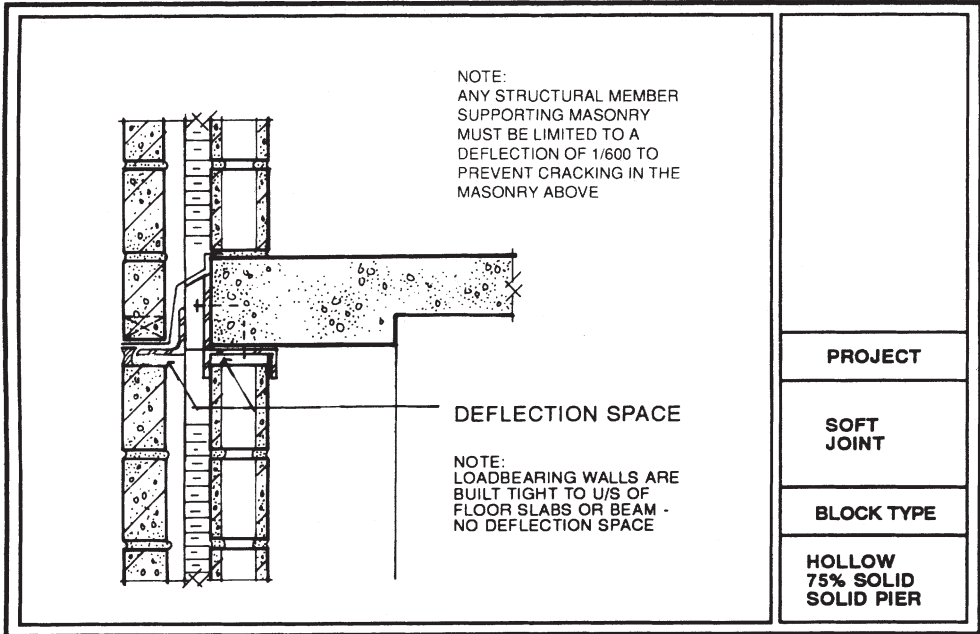 NOTE:
ANY STRUCTURAL MEMBER
SUPPORTING MASONRY
MUST BE LIMITED TO A
DEFLECTION OF 1/600 TO
PREVENT CRACKING IN THE
MASONRY ABOVE
DEFLECTION SPACE
NOTE:
LOADBEARING WALLS ARE
BUILT TIGHT TO U/S OF
FLOOR SLABS OR BEAM -
NO DEFLECTION SPACE
PROJECT
SOFT
JOINT
BLOCK TYPE
HOLLOW
75% SOLID
SOLID PIER